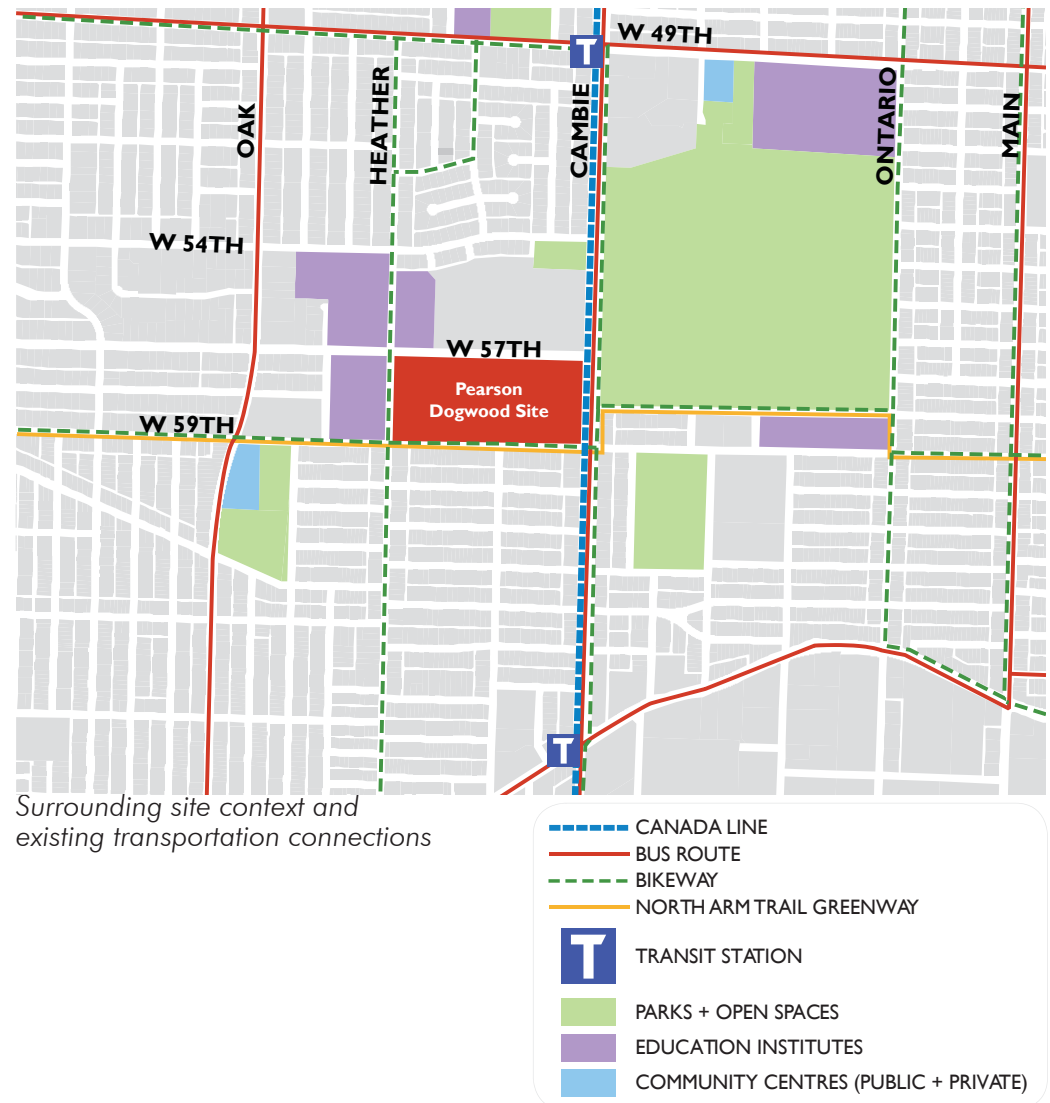 W 49TH
T
OAK
HEATHER
CAMBIE
ONTARIO
MAIN
W 54TH
W 57TH
Pearson
Dogwood Site
W 59TH
T
Surrounding site context and
existing transportation connections
CANADA LINE
BUS ROUTE
BIKEWAY
NORTH ARM TRAIL GREENWAY
T
TRANSIT STATION
PARKS + OPEN SPACES
EDUCATION INSTITUTES
COMMUNITY CENTRES (PUBLIC + PRIVATE)